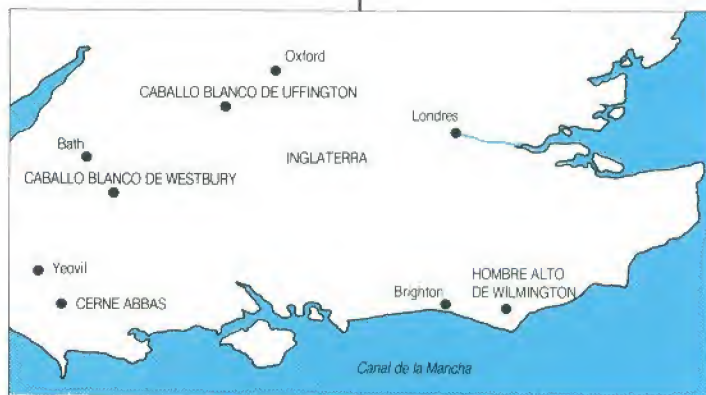 Oxford
CABALLO BLANCO DE UFFINGTON
Londres
Bath
INGLATERRA
CABALLO BLANCO DE WESTBURY
Yeovil
CERNE ABBAS
Brighton
HOMBRE ALTO
DE WILMINGTON
Canal de la Mancha